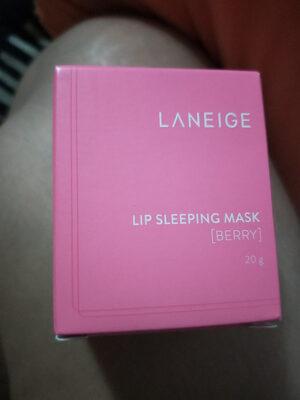 LANEIGE
LIP SLEEPING MASK
[BERRY]
20 g